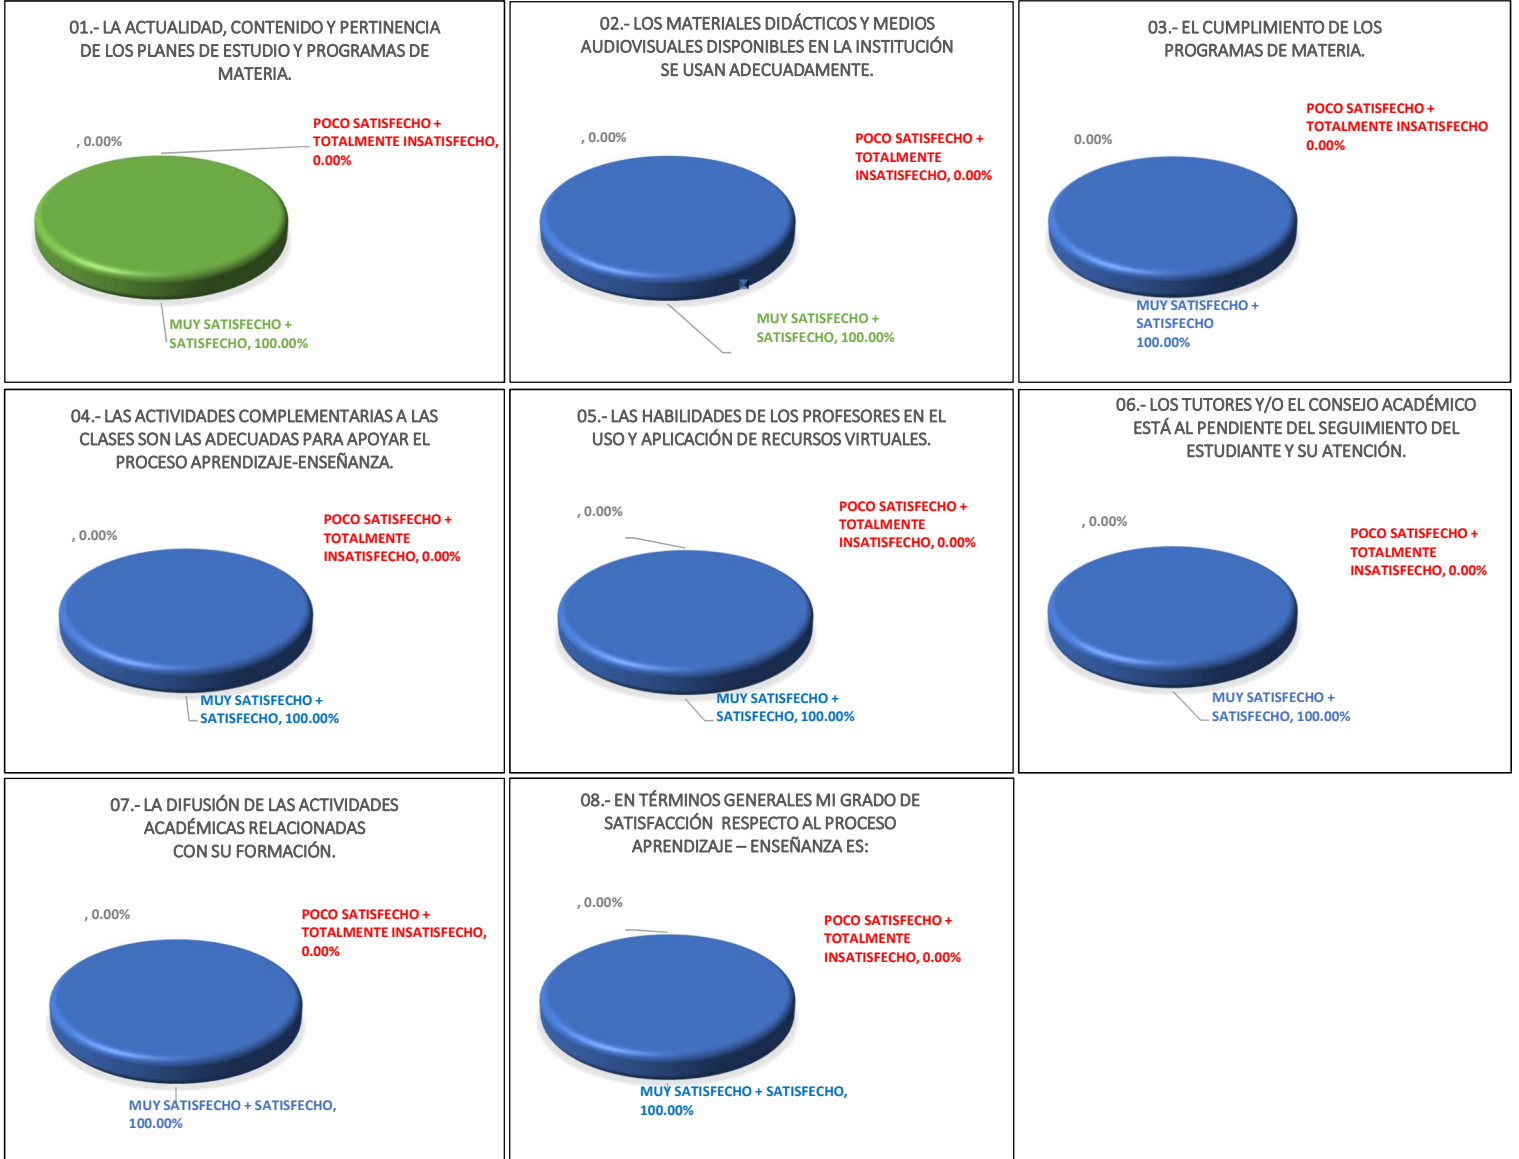 01.- LA ACTUALIDAD, CONTENIDO Y PERTINENCIA
DE LOS PLANES DE ESTUDIO Y PROGRAMAS DE
MATERIA.
, 0.00%
POCO SATISFECHO +
TOTALMENTE INSATISFECHO,
0.00%
MUY SATISFECHO +
SATISFECHO, 100.00%
02.- LOS MATERIALES DIDÁCTICOS Y MEDIOS
AUDIOVISUALES DISPONIBLES EN LA INSTITUCIÓN
SE USAN ADECUADAMENTE.
, 0.00%
POCO SATISFECHO +
TOTALMENTE
INSATISFECHO, 0.00%
MUY SATISFECHO +
SATISFECHO, 100.00%
03.- EL CUMPLIMIENTO DE LOS
PROGRAMAS DE MATERIA.
0.00%
POCO SATISFECHO +
TOTALMENTE INSATISFECHO
0.00%
MUY SATISFECHO +
SATISFECHO
100.00%
04.- LAS ACTIVIDADES COMPLEMENTARIAS A LAS
CLASES SON LAS ADECUADAS PARA APOYAR EL
PROCESO APRENDIZAJE-ENSEÑANZA.
, 0.00%
POCO SATISFECHO +
TOTALMENTE
INSATISFECHO, 0.00%
MUY SATISFECHO +
SATISFECHO, 100.00%
05.- LAS HABILIDADES DE LOS PROFESORES EN EL
USO Y APLICACIÓN DE RECURSOS VIRTUALES.
, 0.00%
POCO SATISFECHO +
TOTALMENTE
INSATISFECHO, 0.00%
MUY SATISFECHO +
SATISFECHO, 100.00%
06.- LOS TUTORES Y/O EL CONSEJO ACADÉMICO
ESTÁ AL PENDIENTE DEL SEGUIMIENTO DEL
ESTUDIANTE Y SU ATENCIÓN.
, 0.00%
POCO SATISFECHO +
TOTALMENTE
INSATISFECHO, 0.00%
MUY SATISFECHO +
SATISFECHO, 100.00%
07.- LA DIFUSIÓN DE LAS ACTIVIDADES
ACADÉMICAS RELACIONADAS
CON SU FORMACIÓN.
, 0.00%
POCO SATISFECHO +
TOTALMENTE INSATISFECHO,
0.00%
MUY SATISFECHO + SATISFECHO,
100.00%
08.- EN TÉRMINOS GENERALES MI GRADO DE
SATISFACCIÓN RESPECTO AL PROCESO
APRENDIZAJE – ENSEÑANZA ES:
, 0.00%
POCO SATISFECHO +
TOTALMENTE
INSATISFECHO, 0.00%
MUY SATISFECHO + SATISFECHO,
100.00%